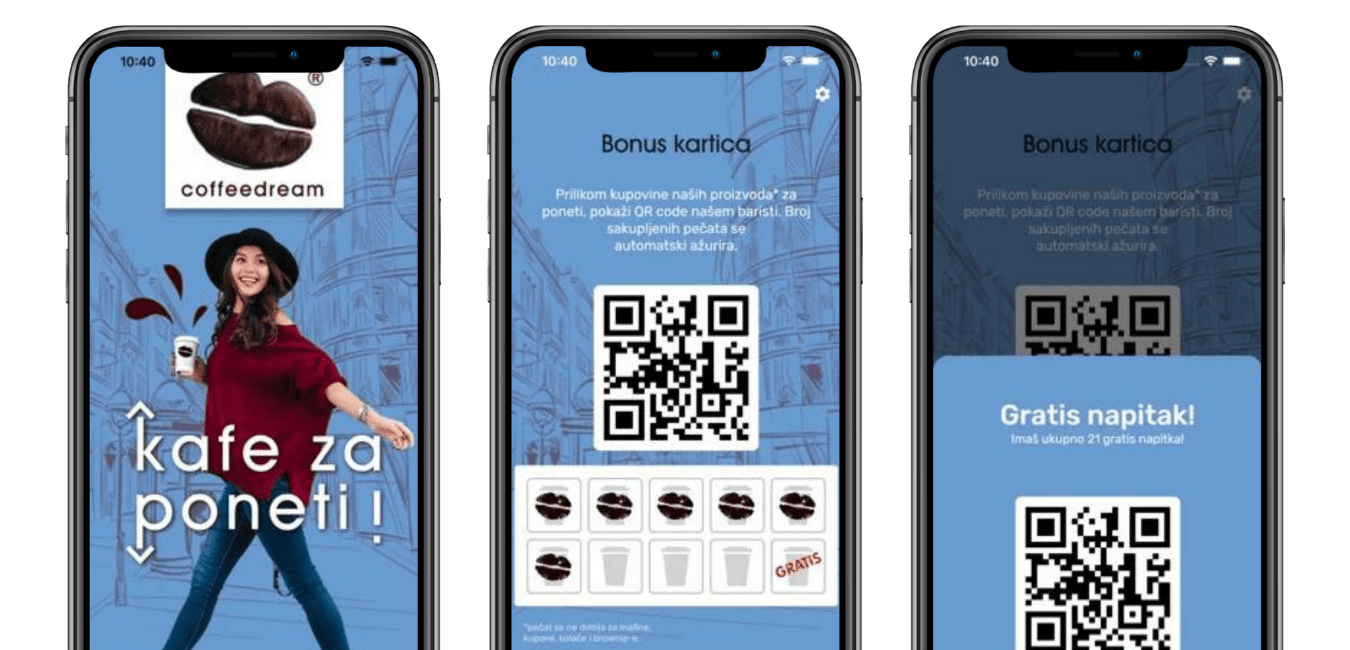 10:40
®
coffeedream
kafe za
poneti !
10:40
Bonus kartica
Prilikom kupovine naših proizvoda* za
poneti, pokaži QR code našem baristi. Broj
sakupljenih pečata se
automatski ažurira.
GRATIS
*pečat se ne dobija za mafine,
kupove, kolače i brownie-e.
10:40
Bonus kartica
Prilikom kupovine naših proizvoda* za
poneti, pokaži QR code našem baristi. Broj
sakupljenih pečata se
automatski ažurira.
Gratis napitak!
Imaš ukupno 21 gratis napitka!